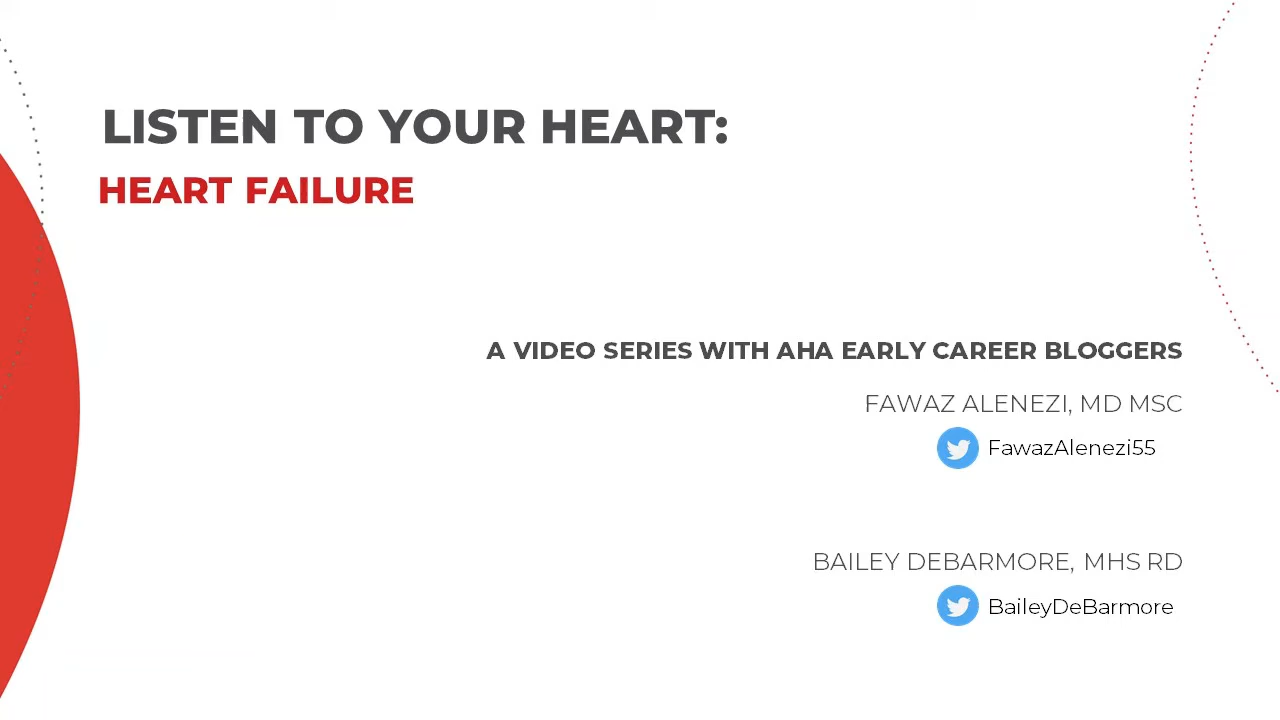 LISTEN TO YOUR HEART:
HEART FAILURE
A VIDEO SERIES WITH AHA EARLY CAREER BLOGGERS
FAWAZ ALENEZI, MD MSC
FawazAlenezi55
BAILEY DEBARMORE, MHS RD
BaileyDeBarmore